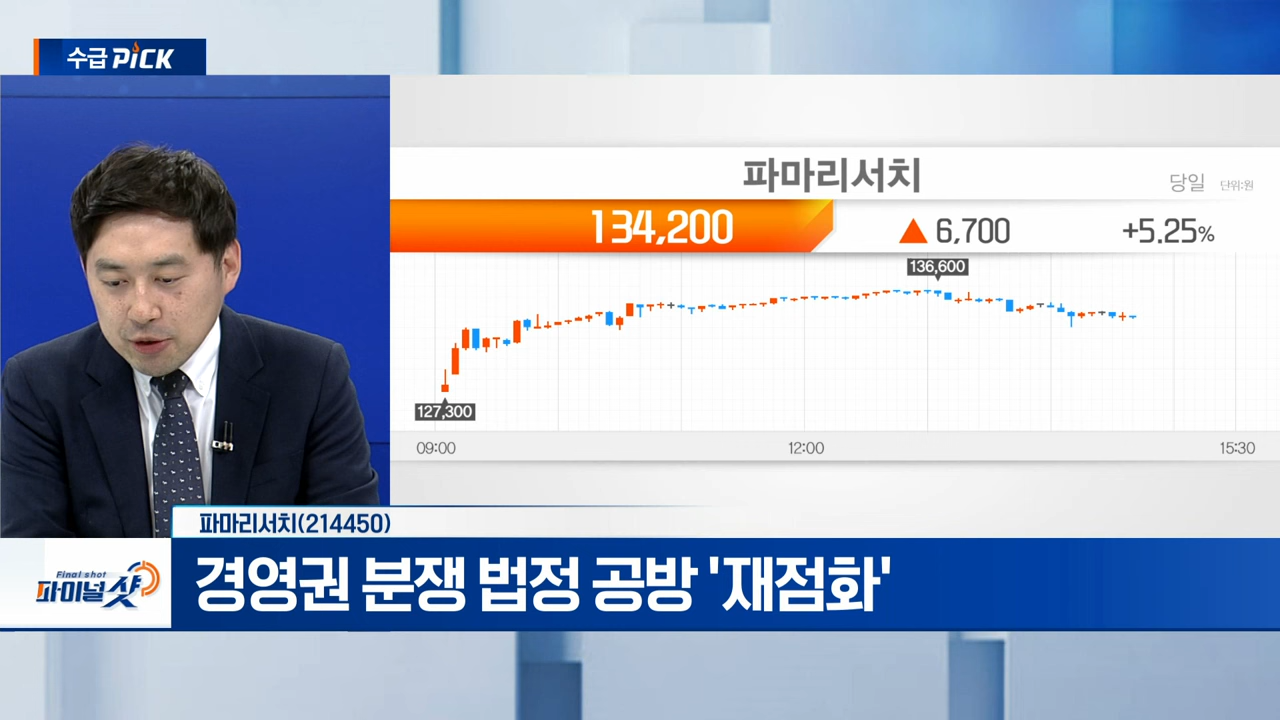 수급 PiCK
파마리서치
당일 단위:원
134,200 ▲ 6,700 +5.25%
136,600
127,300
09:00 12:00 15:30
파마리서치(214450)
Final shot
파이널샷
경영권 분쟁 법정 공방 '재점화'